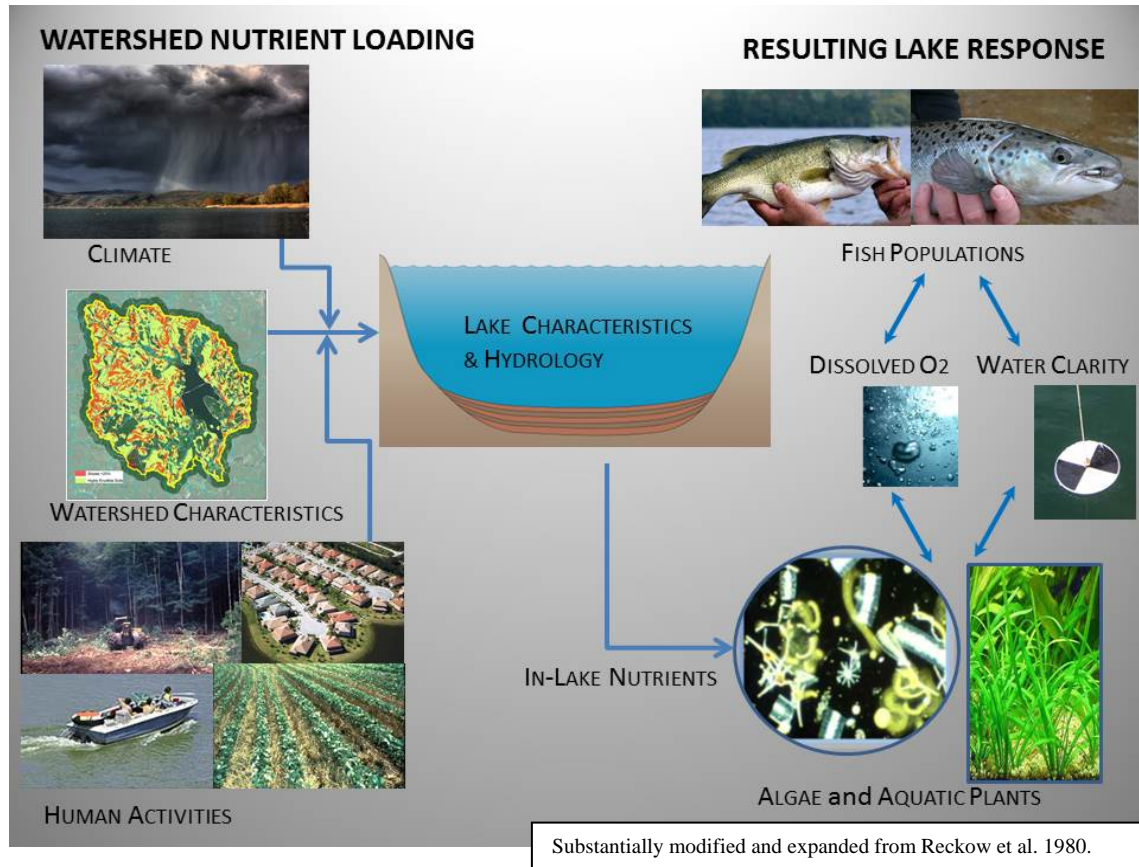 WATERSHED NUTRIENT LOADING
RESULTING LAKE RESPONSE
CLIMATE
FISH POPULATIONS
LAKE CHARACTERISTICS
& HYDROLOGY
DISSOLVED O2
WATER CLARITY
WATERSHED CHARACTERISTICS
IN-LAKE NUTRIENTS
ALGAE and AQUATIC PLANTS
HUMAN ACTIVITIES
Substantially modified and expanded from Reckow et al. 1980.